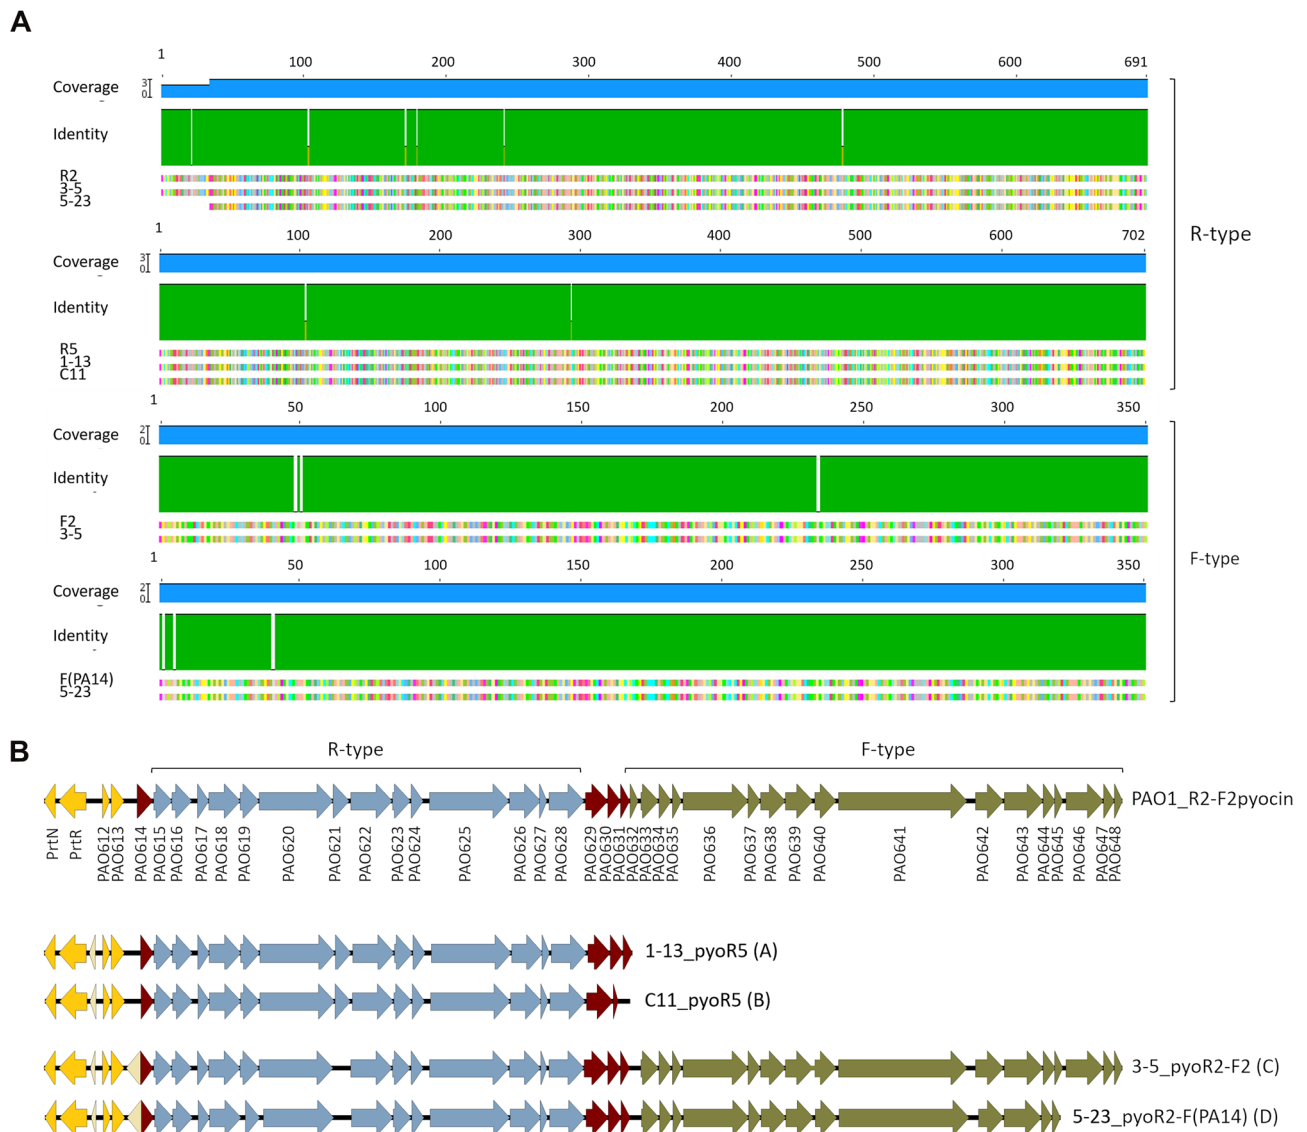 A
1 100 200 300 400 500 600 691
Coverage 3 0
Identity
R2
3-5
5-23
1 100 200 300 400 500 600 702
Coverage 3 0
Identity
R5
1-13
C11
R-type
1 50 100 150 200 250 300 350
Coverage 2 0
Identity
F2
3-5
1 50 100 150 200 250 300 350
Coverage 2 0
Identity
F(PA14)
5-23
F-type
B
R-type F-type
PAO1_R2-F2pyocin
PrtN PrtR PAO612 PAO613 PAO614 PAO615 PAO616 PAO617 PAO618 PAO619 PAO620 PAO621 PAO622 PAO623 PAO624 PAO625 PAO626 PAO627 PAO628 PAO629 PAO630 PAO631 PAO632 PAO633 PAO634 PAO635 PAO636 PAO637 PAO638 PAO639 PAO640 PAO641 PAO642 PAO643 PAO644 PAO645 PAO646 PAO647 PAO648
1-13_pyoR5 (A)
C11_pyoR5 (B)
3-5_pyoR2-F2 (C)
5-23_pyoR2-F(PA14) (D)